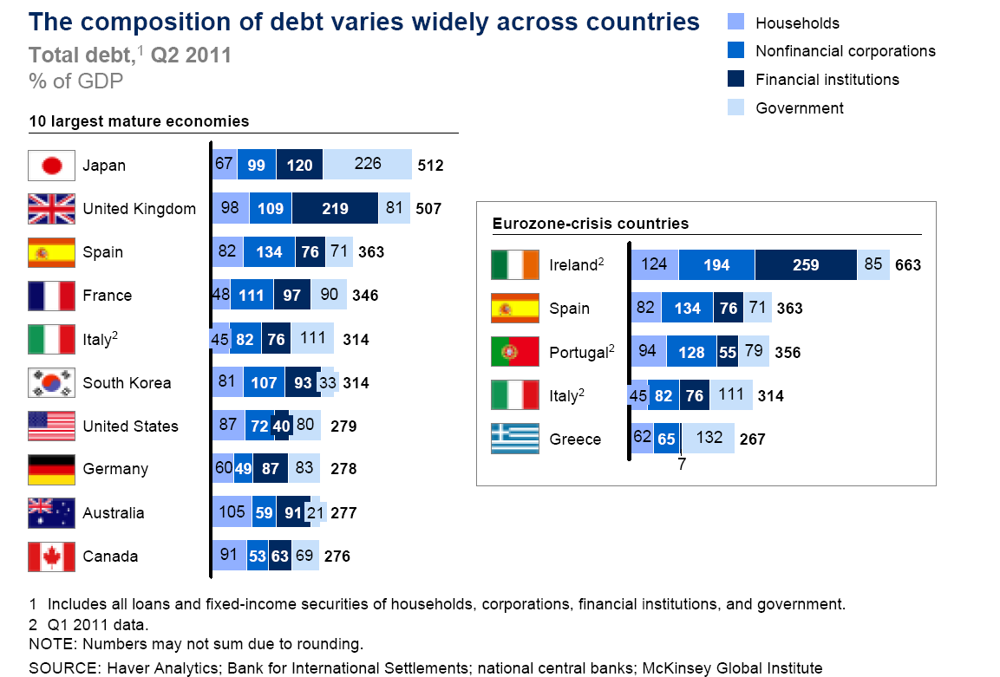 The composition of debt varies widely across countries
Total debt,1 Q2 2011
% of GDP
Households
Nonfinancial corporations
Financial institutions
Government
10 largest mature economies
Japan 67 99 120 226 512
United Kingdom 98 109 219 81 507
Spain 82 134 76 71 363
France 48 111 97 90 346
Italy2 45 82 76 111 314
South Korea 81 107 93 33 314
United States 87 72 40 80 279
Germany 60 49 87 83 278
Australia 105 59 91 21 277
Canada 91 53 63 69 276
Eurozone-crisis countries
Ireland2 124 194 259 85 663
Spain 82 134 76 71 363
Portugal2 94 128 55 79 356
Italy2 45 82 76 111 314
Greece 62 65 132 267
7
1 Includes all loans and fixed-income securities of households, corporations, financial institutions, and government.
2 Q1 2011 data.
NOTE: Numbers may not sum due to rounding.
SOURCE: Haver Analytics; Bank for International Settlements; national central banks; McKinsey Global Institute